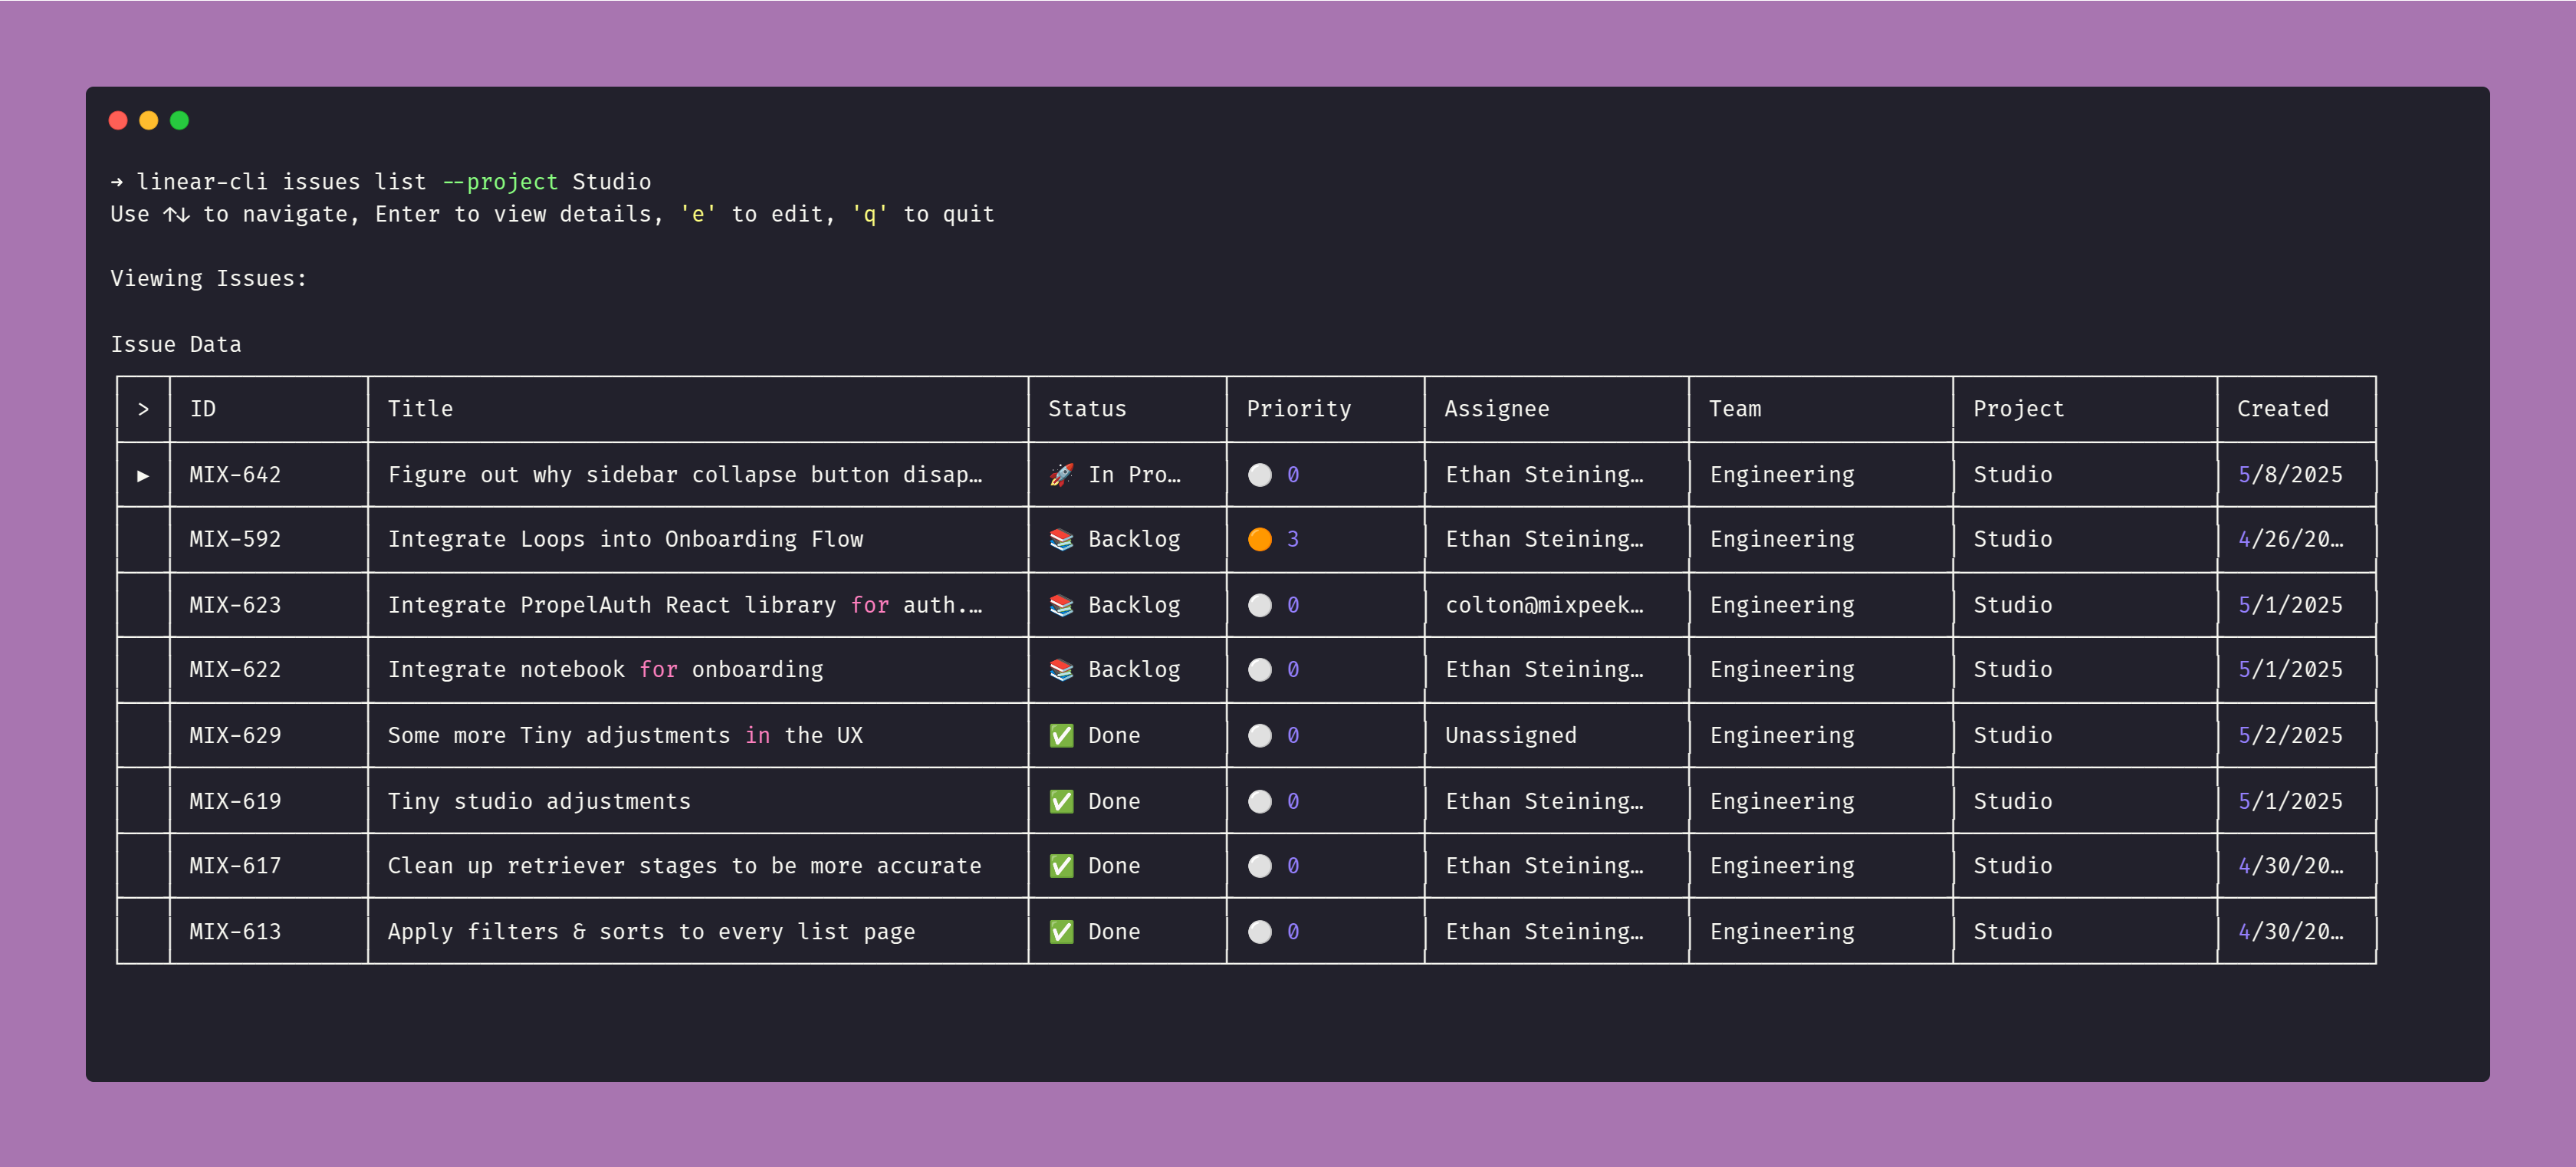 → linear-cli issues list --project Studio
Use ↑↓ to navigate, Enter to view details, 'e' to edit, 'q' to quit
Viewing Issues:
Issue Data
> ID Title Status Priority Assignee Team Project Created
▶ MIX-642 Figure out why sidebar collapse button disap… 🚀 In Pro… ⚪ 0 Ethan Steining… Engineering Studio 5/8/2025
MIX-592 Integrate Loops into Onboarding Flow 📚 Backlog 🟠 3 Ethan Steining… Engineering Studio 4/26/20…
MIX-623 Integrate PropelAuth React library for auth.… 📚 Backlog ⚪ 0 colton@mixpeek… Engineering Studio 5/1/2025
MIX-622 Integrate notebook for onboarding 📚 Backlog ⚪ 0 Ethan Steining… Engineering Studio 5/1/2025
MIX-629 Some more Tiny adjustments in the UX ✅ Done ⚪ 0 Unassigned Engineering Studio 5/2/2025
MIX-619 Tiny studio adjustments ✅ Done ⚪ 0 Ethan Steining… Engineering Studio 5/1/2025
MIX-617 Clean up retriever stages to be more accurate ✅ Done ⚪ 0 Ethan Steining… Engineering Studio 4/30/20…
MIX-613 Apply filters & sorts to every list page ✅ Done ⚪ 0 Ethan Steining… Engineering Studio 4/30/20…